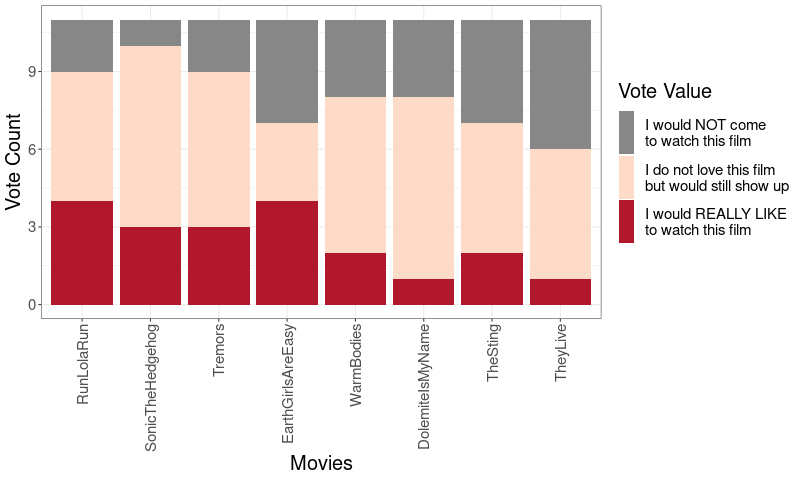 Vote Count
9
6
3
0
RunLolaRun
SonicTheHedgehog
Tremors
EarthGirlsAreEasy
WarmBodies
DolemiteIsMyName
TheSting
TheyLive
Movies
Vote Value
I would NOT come
to watch this film
I do not love this film
but would still show up
I would REALLY LIKE
to watch this film